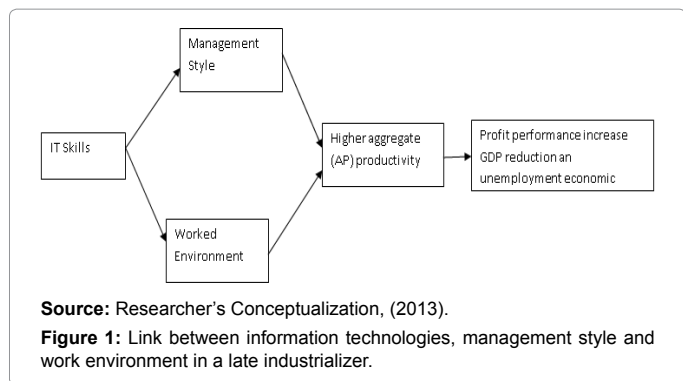 Management
Style
IT Skills
Higher aggregate
(AP) productivity
Profit performance increase
GDP reduction an
unemployment economic
Worked
Environment
Source: Researcher's Conceptualization, (2013).
Figure 1: Link between information technologies, management style and
work environment in a late industrializer.